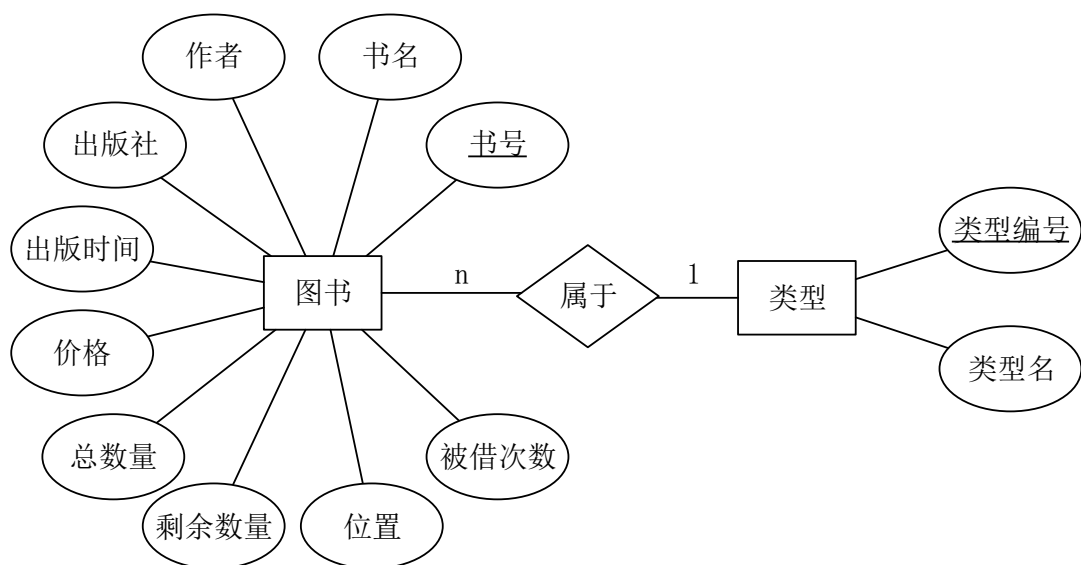 作者
书名
出版社
书号
出版时间
类型编号
图书
n
属于
1
类型
价格
类型名
总数量
被借次数
剩余数量
位置